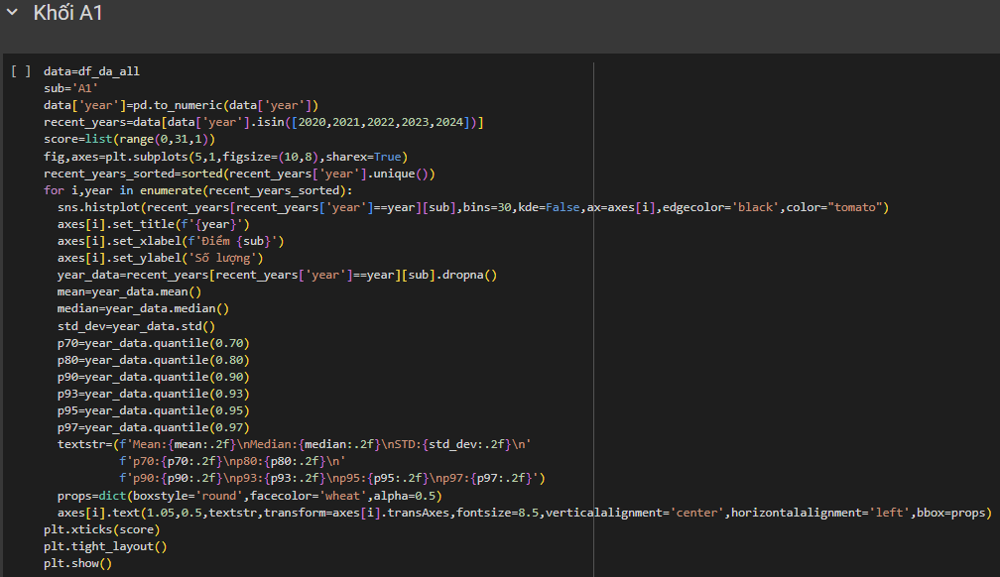 Khối A1
[ ] data=df_da_all
sub='A1'
data['year']=pd.to_numeric(data['year'])
recent_years=data[data['year'].isin([2020,2021,2022,2023,2024])]
score=list(range(0,31,1))
fig,axes=plt.subplots(5,1,figsize=(10,8),sharex=True)
recent_years_sorted=sorted(recent_years['year'].unique())
for i,year in enumerate(recent_years_sorted):
  sns.histplot(recent_years[recent_years['year']==year][sub],bins=30,kde=False,ax=axes[i],edgecolor='black',color="tomato")
  axes[i].set_title(f'{year}')
  axes[i].set_xlabel(f'Điểm {sub}')
  axes[i].set_ylabel('Số lượng')
  year_data=recent_years[recent_years['year']==year][sub].dropna()
  mean=year_data.mean()
  median=year_data.median()
  std_dev=year_data.std()
  p70=year_data.quantile(0.70)
  p80=year_data.quantile(0.80)
  p90=year_data.quantile(0.90)
  p93=year_data.quantile(0.93)
  p95=year_data.quantile(0.95)
  p97=year_data.quantile(0.97)
  textstr=(f'Mean:{mean:.2f}\nMedian:{median:.2f}\nSTD:{std_dev:.2f}\n'
           f'p70:{p70:.2f}\np80:{p80:.2f}\n'
           f'p90:{p90:.2f}\np93:{p93:.2f}\np95:{p95:.2f}\np97:{p97:.2f}')
  props=dict(boxstyle='round',facecolor='wheat',alpha=0.5)
  axes[i].text(1.05,0.5,textstr,transform=axes[i].transAxes,fontsize=8.5,verticalalignment='center',horizontalalignment='left',bbox=props)
plt.xticks(score)
plt.tight_layout()
plt.show()